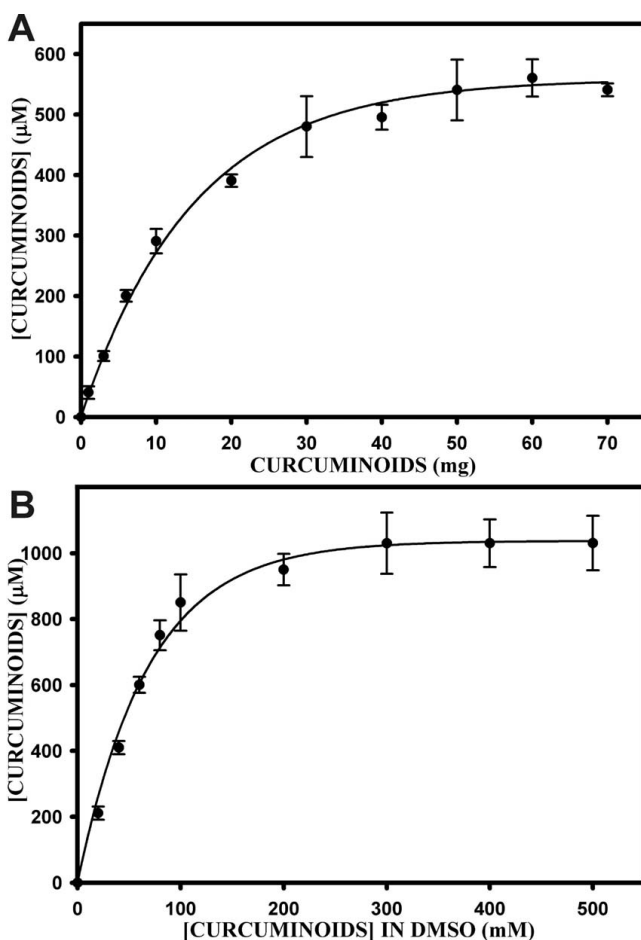 A
600
500
400
300
200
100
0
[CURCUMINOIDS] (µM)
0 10 20 30 40 50 60 70
CURCUMINOIDS (mg)
B
1000
800
600
400
200
0
[CURCUMINOIDS] (µM)
0 100 200 300 400 500
[CURCUMINOIDS] IN DMSO (mM)